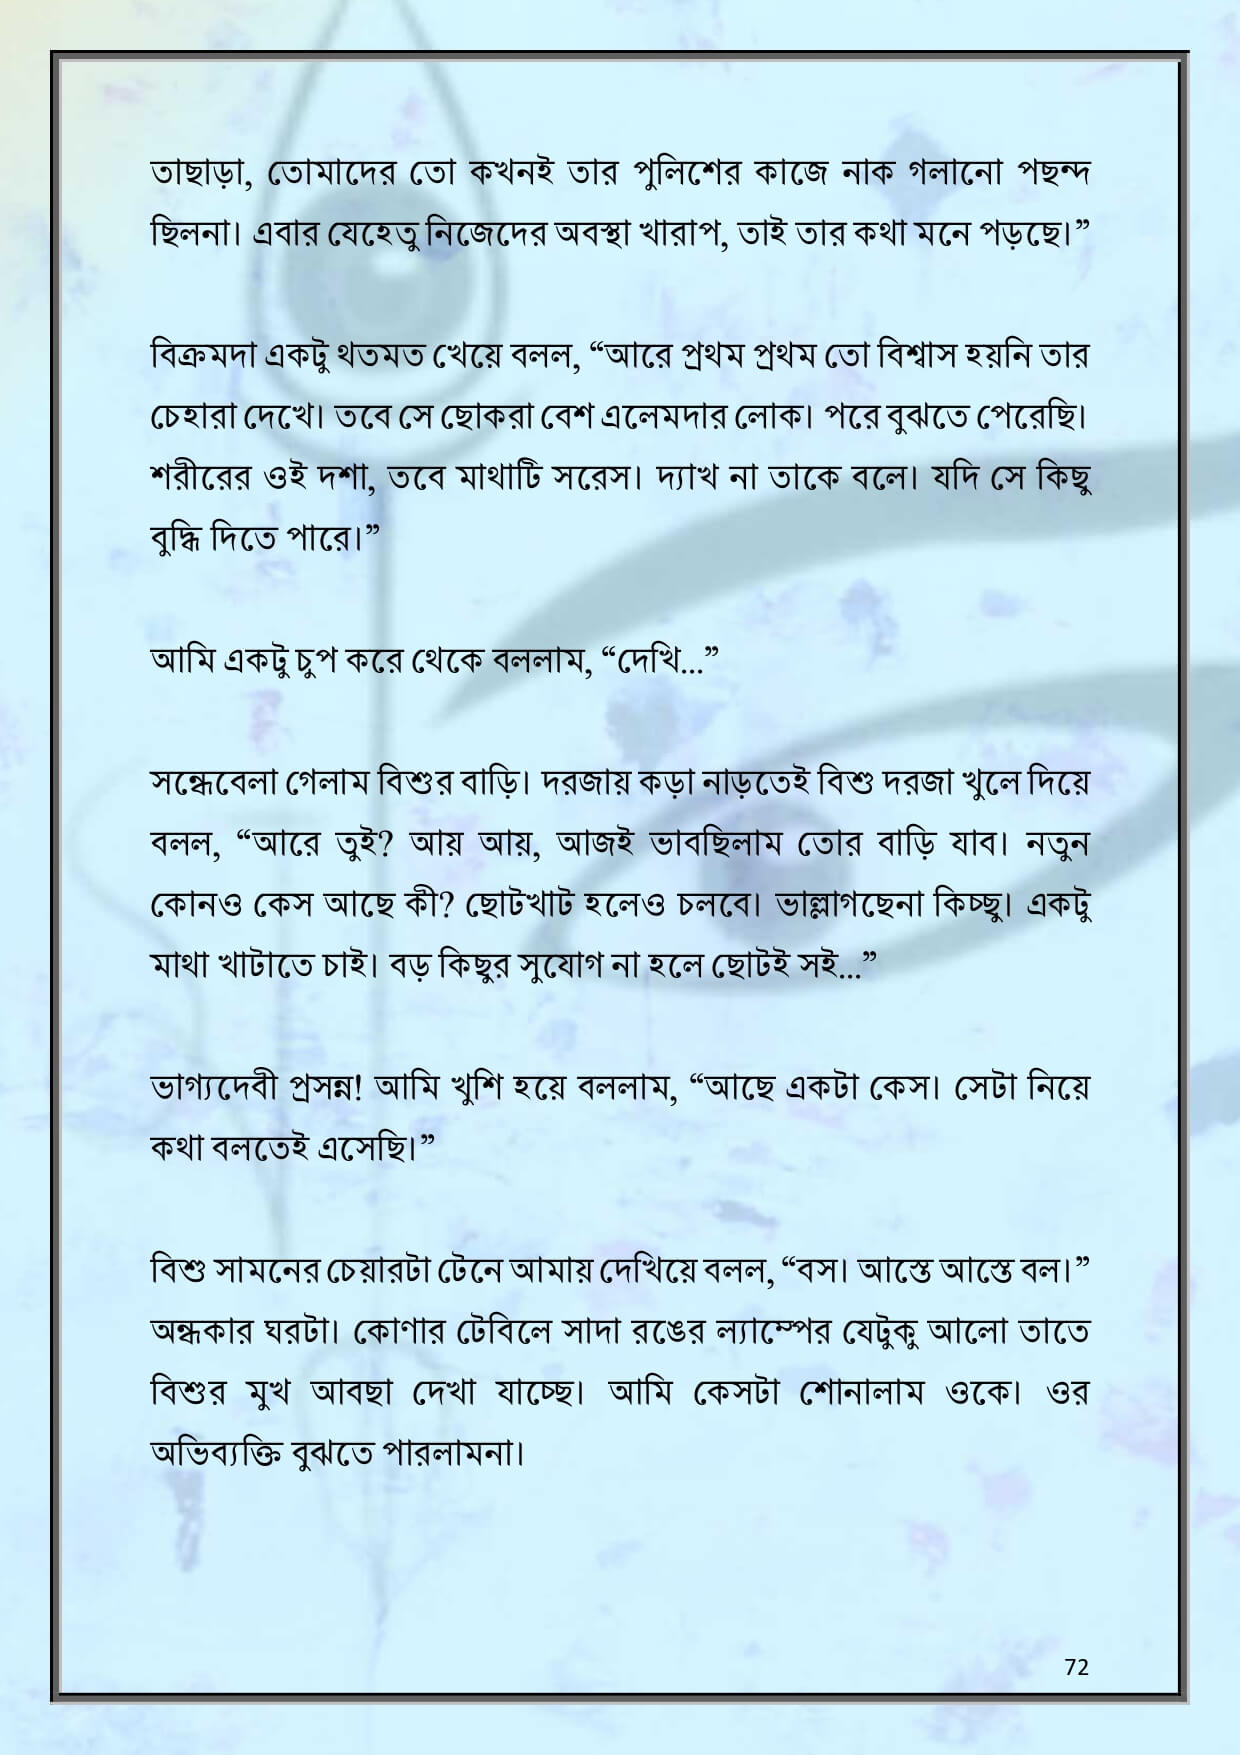 তাছাড়া, তোমাদের তো কখনই তার পুলিশের কাজে নাক গলানো পছন্দ
ছিলনা। এবার যেহেতু নিজেদের অবস্থা খারাপ, তাই তার কথা মনে পড়ছে।”
বিক্রমদা একটু থতমত খেয়ে বলল, “আরে প্রথম প্রথম তো বিশ্বাস হয়নি তার
চেহারা দেখে। তবে সে ছোকরা বেশ এলেমদার লোক। পরে বুঝতে পেরেছি।
শরীরের ওই দশা, তবে মাথাটি সরেস। দ্যাখ না তাকে বলে। যদি সে কিছু
বুদ্ধি দিতে পারে।”
আমি একটু চুপ করে থেকে বললাম, “দেখি...”
সন্ধেবেলা গেলাম বিশুর বাড়ি। দরজায় কড়া নাড়তেই বিশু দরজা খুলে দিয়ে
বলল, “আরে তুই? আয় আয়, আজই ভাবছিলাম তোর বাড়ি যাব। নতুন
কোনও কেস আছে কী? ছোটখাট হলেও চলবে। ভাল্লাগছেনা কিচ্ছু। একটু
মাথা খাটাতে চাই। বড় কিছুর সুযোগ না হলে ছোটই সই...”
ভাগ্যদেবী প্রসন্ন! আমি খুশি হয়ে বললাম, “আছে একটা কেস। সেটা নিয়ে
কথা বলতেই এসেছি।”
বিশু সামনের চেয়ারটা টেনে আমায় দেখিয়ে বলল, “বস। আস্তে আস্তে বল।”
অন্ধকার ঘরটা। কোণার টেবিলে সাদা রঙের ল্যাম্পের যেটুকু আলো তাতে
বিশুর মুখ আবছা দেখা যাচ্ছে। আমি কেসটা শোনালাম ওকে। ওর
অভিব্যক্তি বুঝতে পারলামনা।
72